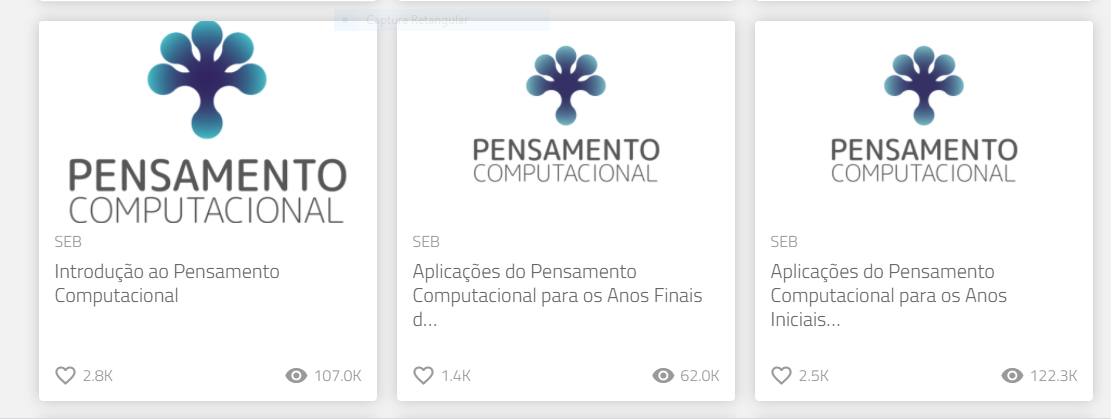 Captura Retangular
PENSAMENTO
COMPUTACIONAL
SEB
Introdução ao Pensamento
Computacional
2.8K
107.0K
PENSAMENTO
COMPUTACIONAL
SEB
Aplicações do Pensamento
Computacional para os Anos Finais
d...
1.4K
62.0K
PENSAMENTO
COMPUTACIONAL
SEB
Aplicações do Pensamento
Computacional para os Anos
Iniciais...
2.5K
122.3K